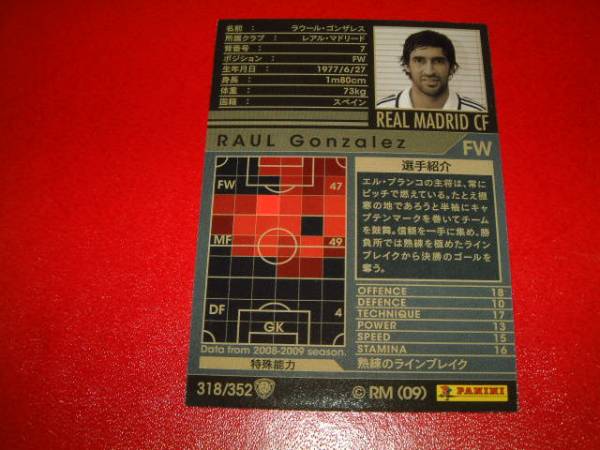 名前： ラウール・ゴンザレス
所属クラブ： レアル・マドリード
背番号： 7
ポジション： FW
生年月日： 1977/6/27
身長： 1m80cm
体重： 73kg
国籍： スペイン
REAL MADRID CF
RAUL Gonzalez
FW
FW 47
MF 49
DF 4
GK
Data from 2008-2009 season.
特殊能力
選手紹介
エル・ブランコの主将は、常に
ピッチで燃えている。たとえ極
寒の地であろうと半袖にキャ
プテンマークを巻いてチーム
を鼓舞。信頼を一手に集め、勝
負所では熟練を極めたライン
ブレイクから決勝のゴールを
奪う。
OFFENCE 18
DEFENCE 10
TECHNIQUE 17
POWER 13
SPEED 15
STAMINA 16
熟練のラインブレイク
318/352
© RM (09)
PANINI